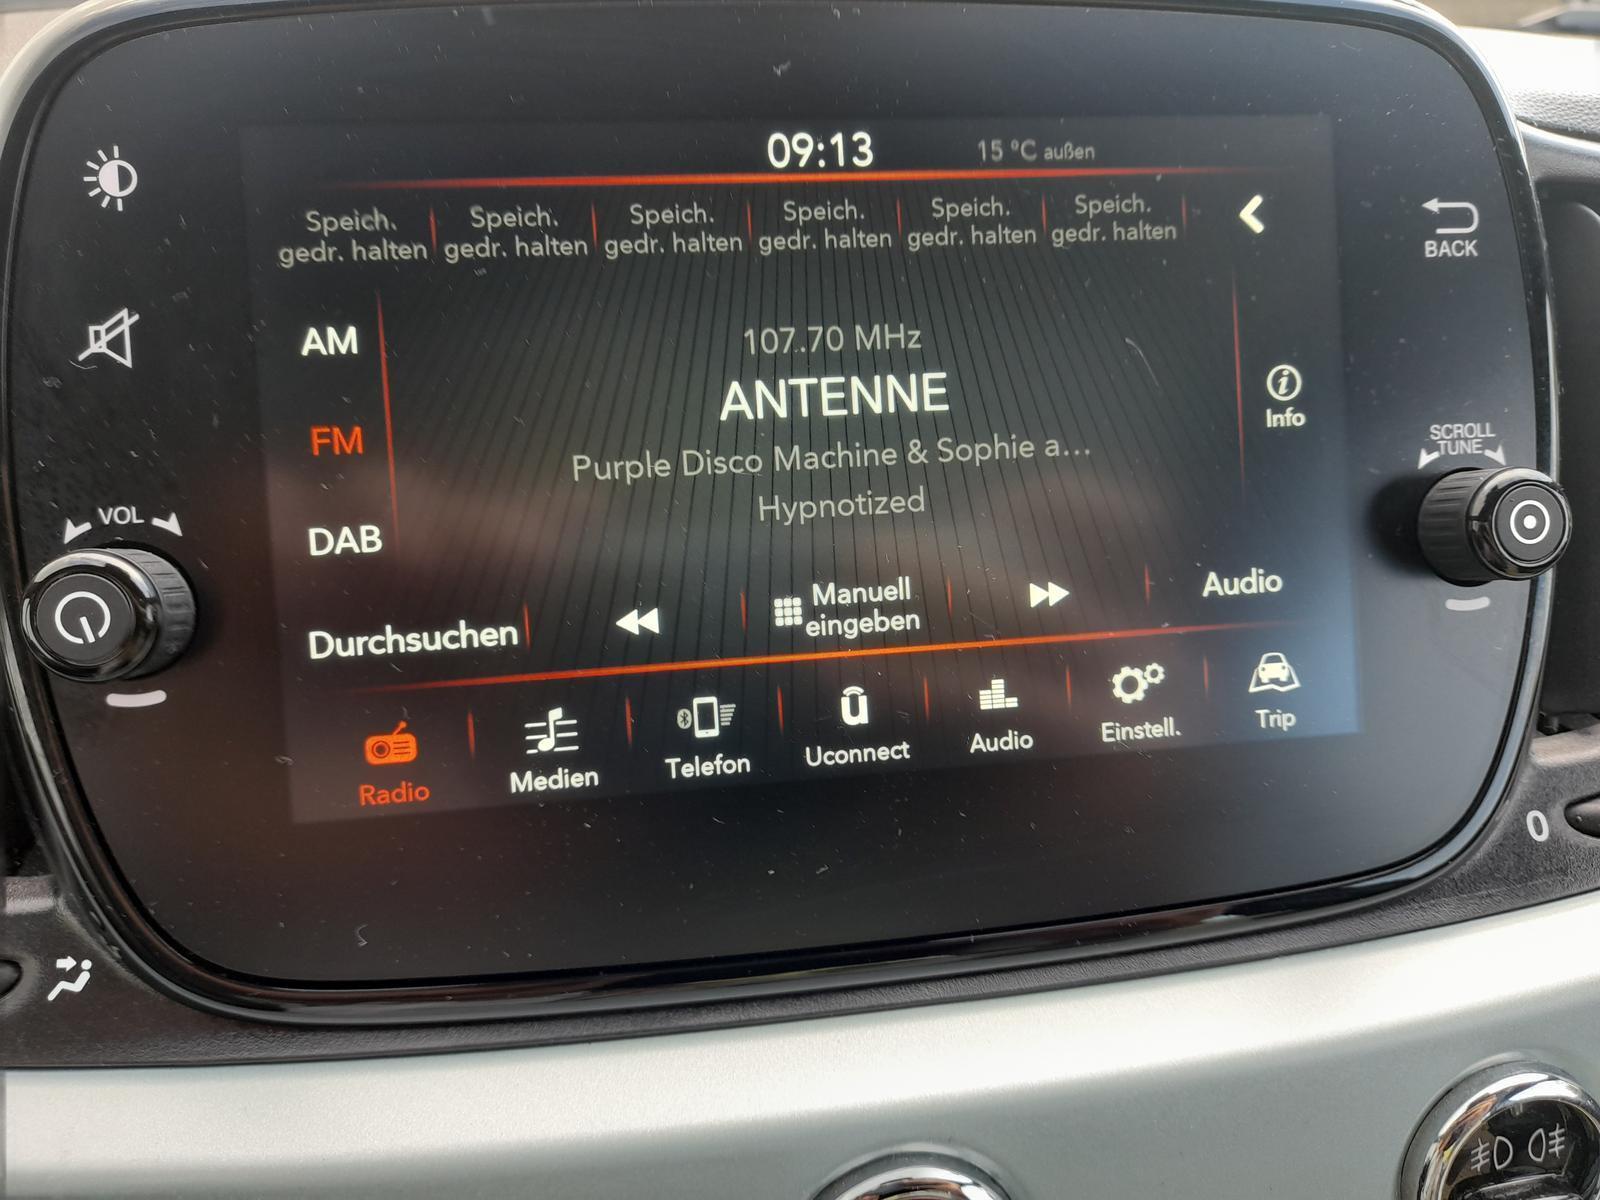 09:13
15 °C außen
Speich.
gedr. halten
Speich.
gedr. halten
Speich.
gedr. halten
Speich.
gedr. halten
Speich.
gedr. halten
Speich.
gedr. halten
BACK
AM
107.70 MHz
ANTENNE
Info
FM
Purple Disco Machine & Sophie a...
SCROLL
TUNE
Hypnotized
VOL
DAB
Durchsuchen
Manuell
eingeben
Audio
Radio
Medien
Telefon
Uconnect
Audio
Einstell.
Trip
0